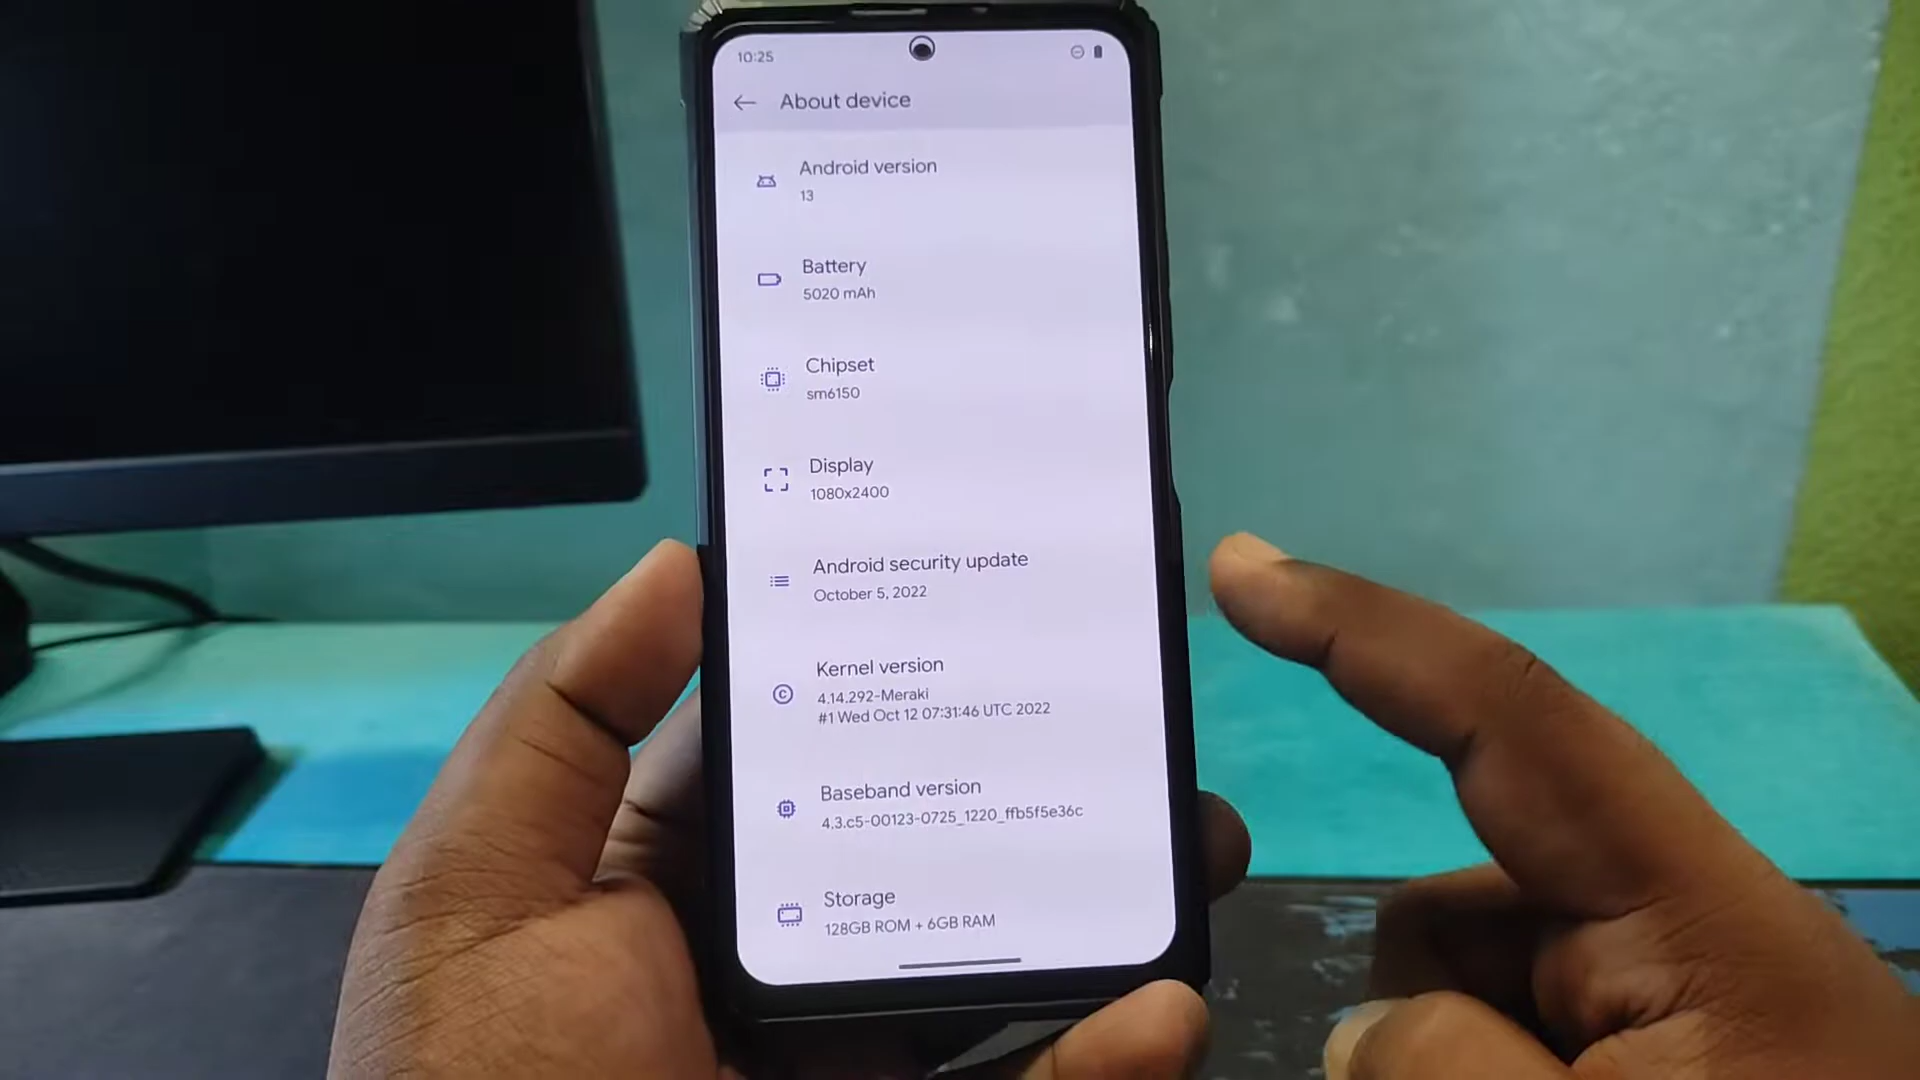 10:25
About device
Android version
13
Battery
5020 mAh
Chipset
sm6150
Display
1080x2400
Android security update
October 5, 2022
Kernel version
4.14.292-Meraki
#1 Wed Oct 12 07:31:46 UTC 2022
Baseband version
4.3.c5-00123-0725_1220_ffb5f5e36c
Storage
128GB ROM + 6GB RAM